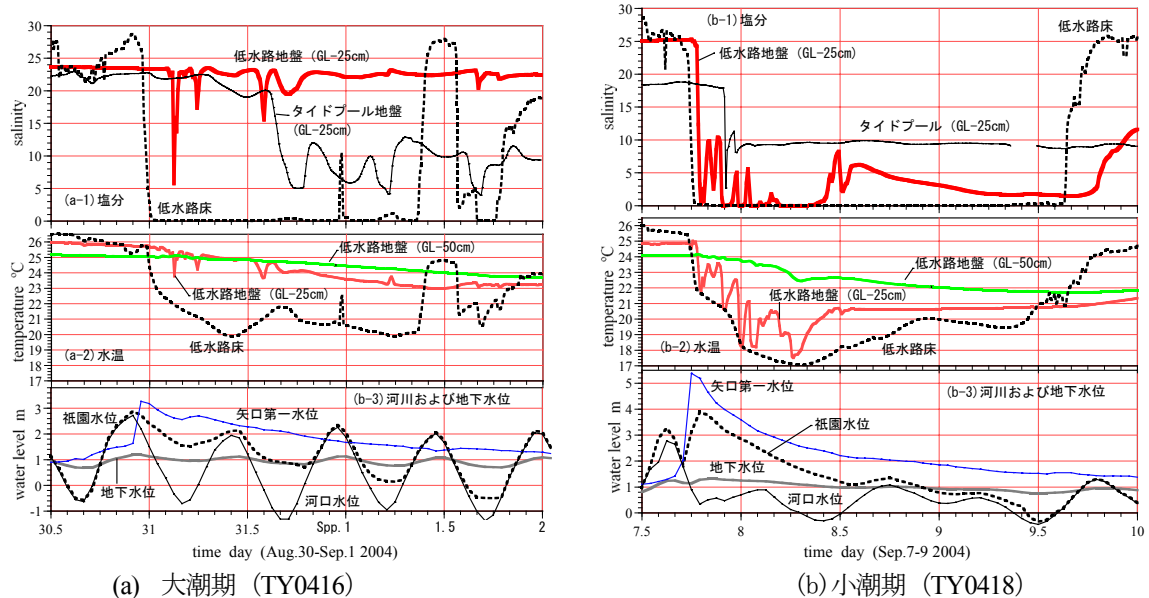 30
25
20
15
10
5
0
salinity
低水路地盤 (GL-25cm)
タイドプール地盤
(GL-25cm)
(a-1)塩分
低水路床
26
25
24
23
22
21
20
19
18
17
temperature ℃
低水路地盤 (GL-50cm)
低水路地盤 (GL-25cm)
低水路床
(a-2)水温
3
2
1
0
-1
water level m
(b-3)河川および地下水位
祇園水位
矢口第一水位
地下水位
河口水位
30.5
31
31.5
Spp. 1
1.5
2
time day (Aug.30-Sep.1 2004)
(a) 大潮期 (TY0416)
30
25
20
15
10
5
0
salinity
(b-1)塩分
低水路床
低水路地盤 (GL-25cm)
タイドプール (GL-25cm)
26
25
24
23
22
21
20
19
18
17
temperature ℃
低水路地盤 (GL-50cm)
低水路地盤 (GL-25cm)
低水路床
(b-2)水温
5
4
3
2
1
0
water level m
(b-3)河川および地下水位
矢口第一水位
祇園水位
地下水位
河口水位
7.5
8
8.5
9
9.5
10
time day (Sep.7-9 2004)
(b) 小潮期 (TY0418)